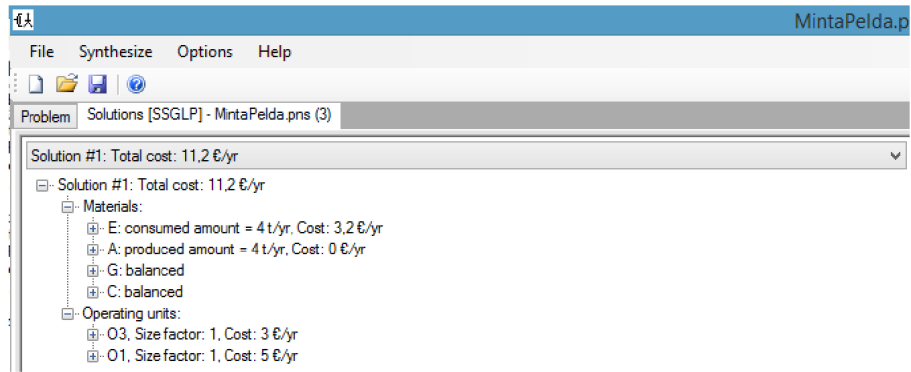 MintaPelda.p
File Synthesize Options Help
Problem Solutions [SSGLP] - MintaPelda.pns (3)
Solution #1: Total cost: 11,2 €/yr
Solution #1: Total cost: 11,2 €/yr
Materials:
E: consumed amount = 4 t/yr, Cost: 3,2 €/yr
A: produced amount = 4 t/yr, Cost: 0 €/yr
G: balanced
C: balanced
Operating units:
O3, Size factor: 1, Cost: 3 €/yr
O1, Size factor: 1, Cost: 5 €/yr